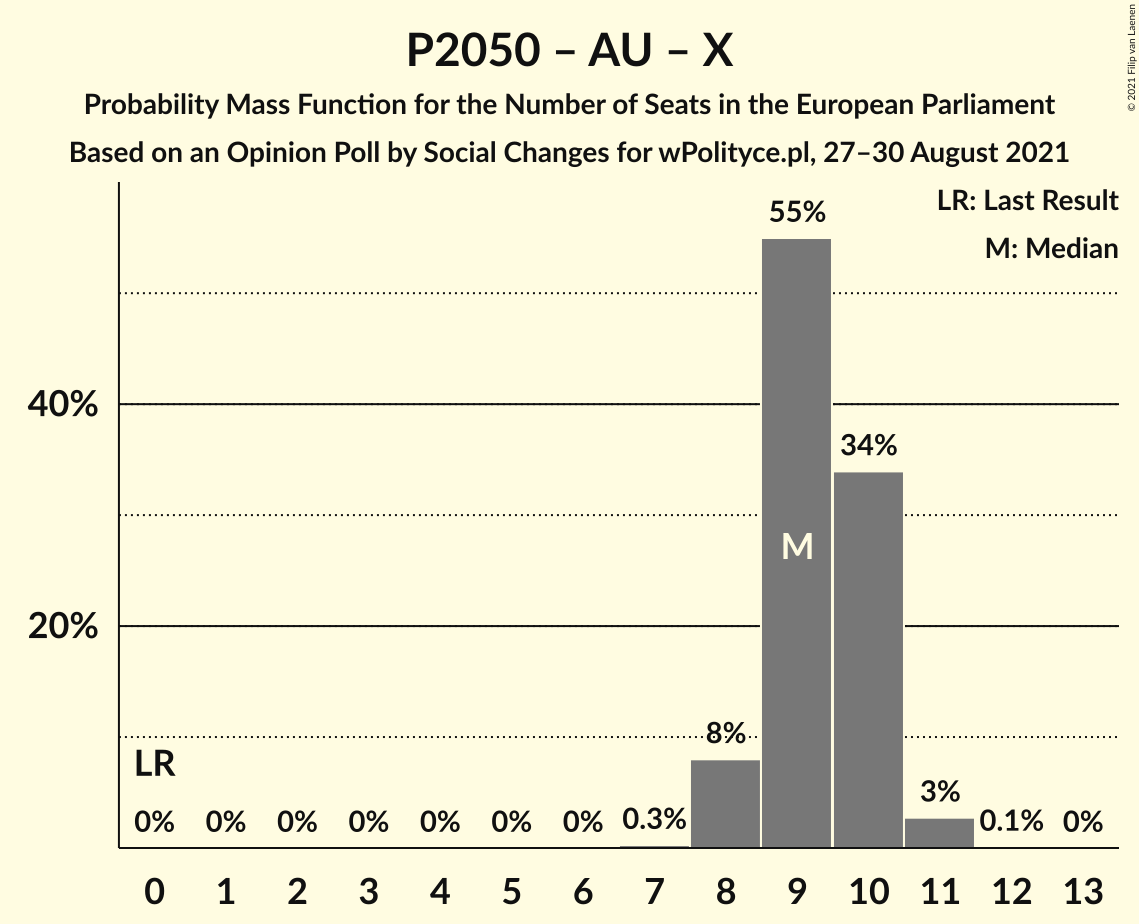 P2050 – AU – X
Probability Mass Function for the Number of Seats in the European Parliament
Based on an Opinion Poll by Social Changes for wPolityce.pl, 27–30 August 2021
© 2021 Filip van Laenen
LR: Last Result
M: Median
55%
40%
34%
M
20%
8%
LR
3%
0% 0% 0% 0% 0% 0% 0% 0.3% 0.1% 0%
0 1 2 3 4 5 6 7 8 9 10 11 12 13